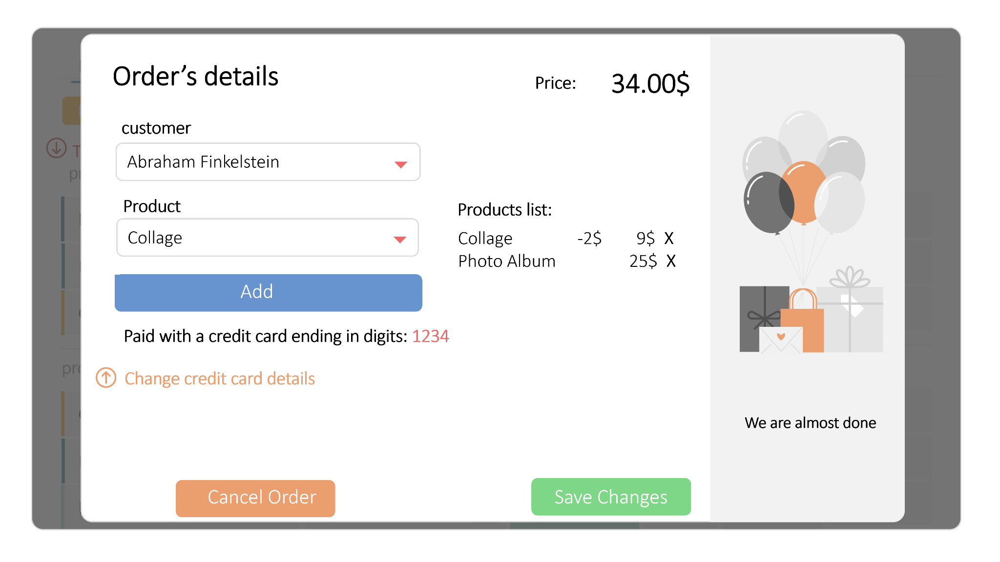 Order’s details
Price: 34.00$
customer
Abraham Finkelstein
Product
Collage
Products list:
Collage -2$ 9$ X
Photo Album 25$ X
Add
Paid with a credit card ending in digits: 1234
Change credit card details
We are almost done
Cancel Order
Save Changes